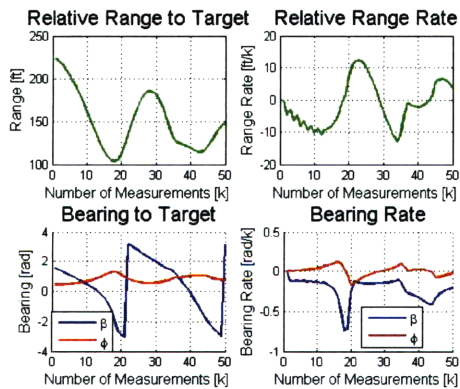 Relative Range to Target
Relative Range Rate
Range [ft]
250
200
150
100
0 10 20 30 40 50
Number of Measurements [k]
Range Rate [ft/k]
20
10
0
-10
-20
0 10 20 30 40 50
Number of Measurements [k]
Bearing to Target
Bearing Rate
Bearing [rad]
4
2
0
-2
-4
β
ϕ
0 10 20 30 40 50
Number of Measurements [k]
Bearing Rate [rad/k]
0.5
0
-0.5
-1
β
ϕ
0 10 20 30 40 50
Number of Measurements [k]